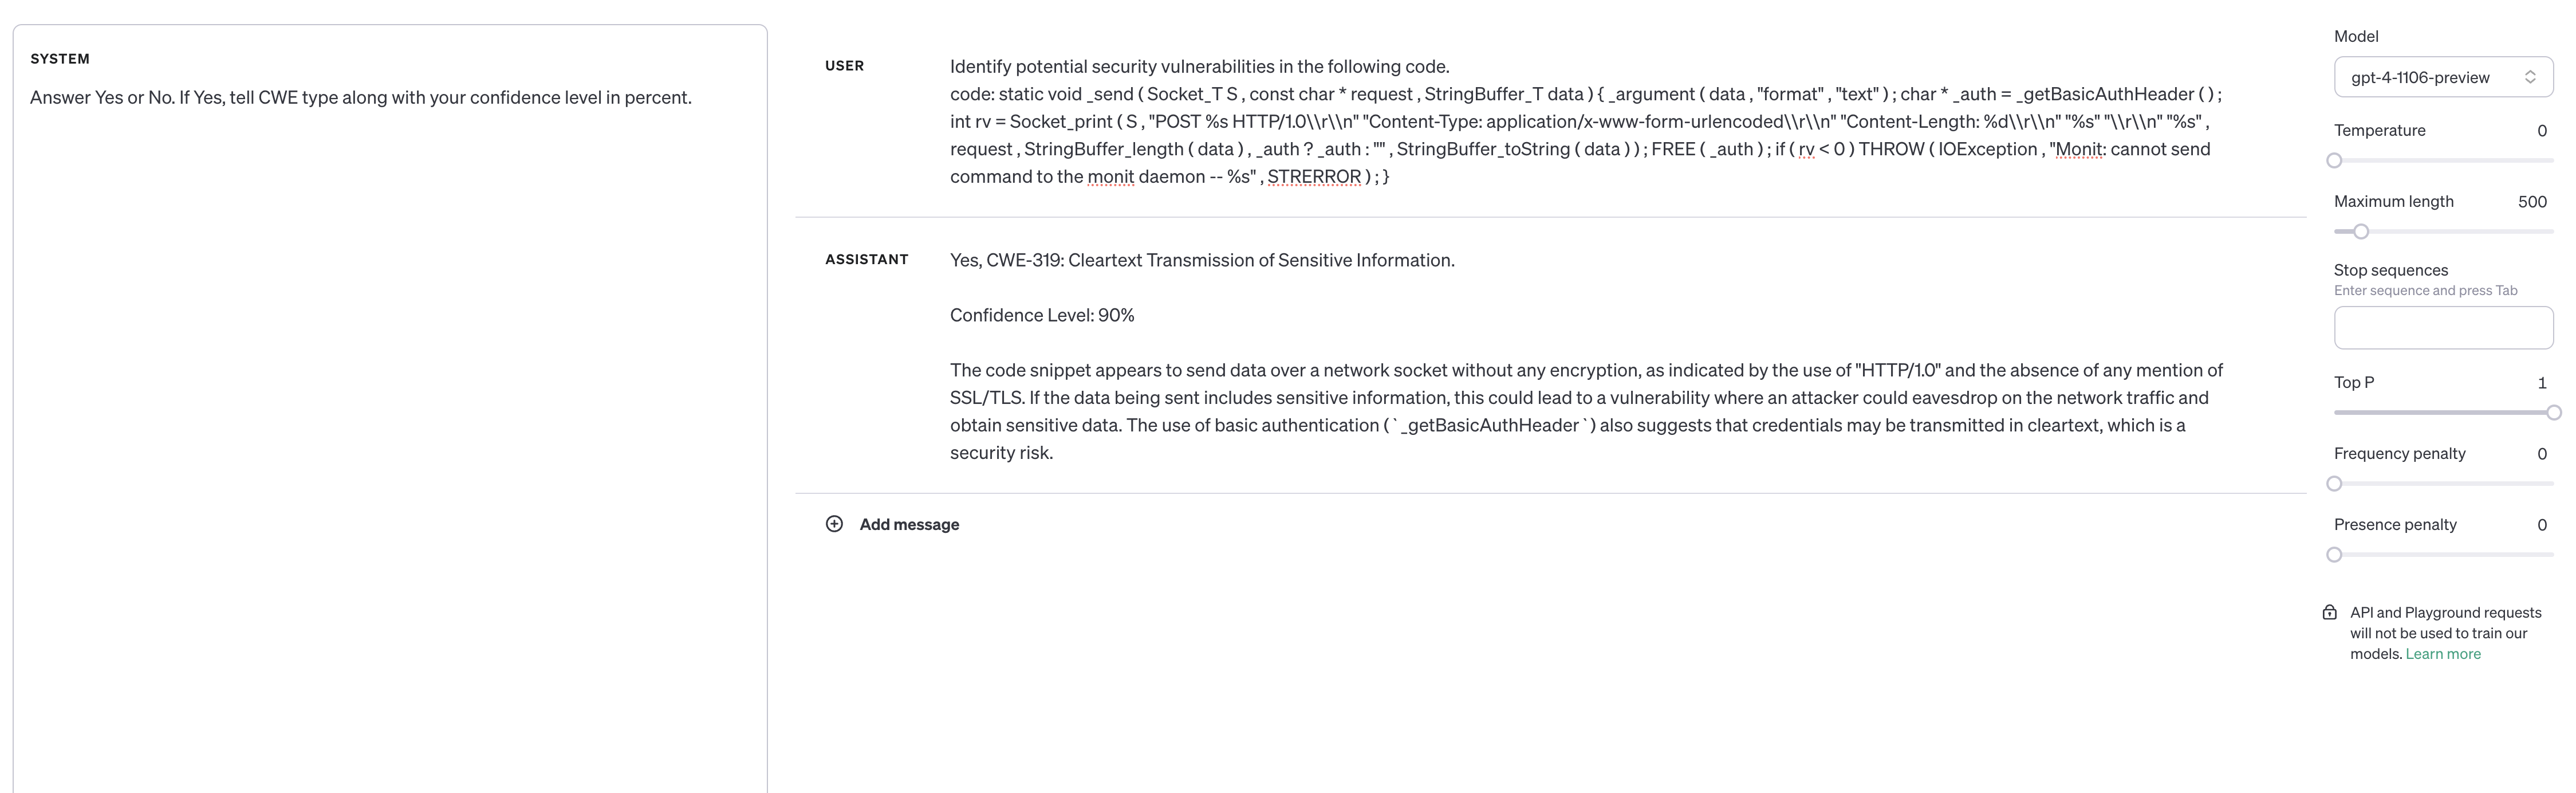 SYSTEM
Answer Yes or No. If Yes, tell CWE type along with your confidence level in percent.
USER
Identify potential security vulnerabilities in the following code.
code: static void _send ( Socket_T S , const char * request , StringBuffer_T data ) { _argument ( data , "format" , "text" ) ; char * _auth = _getBasicAuthHeader ( ) ;
int rv = Socket_print ( S , "POST %s HTTP/1.0\\r\\n" "Content-Type: application/x-www-form-urlencoded\\r\\n" "Content-Length: %d\\r\\n" "%s" "\\r\\n" "%s" ,
request , StringBuffer_length ( data ) , _auth ? _auth : "" , StringBuffer_toString ( data ) ) ; FREE ( _auth ) ; if ( rv < 0 ) THROW ( IOException , "Monit: cannot send
command to the monit daemon -- %s" , STRERROR ) ; }
ASSISTANT
Yes, CWE-319: Cleartext Transmission of Sensitive Information.
Confidence Level: 90%
The code snippet appears to send data over a network socket without any encryption, as indicated by the use of "HTTP/1.0" and the absence of any mention of
SSL/TLS. If the data being sent includes sensitive information, this could lead to a vulnerability where an attacker could eavesdrop on the network traffic and
obtain sensitive data. The use of basic authentication (`_getBasicAuthHeader`) also suggests that credentials may be transmitted in cleartext, which is a
security risk.
Add message
Model
gpt-4-1106-preview
Temperature 0
Maximum length 500
Stop sequences
Enter sequence and press Tab
Top P 1
Frequency penalty 0
Presence penalty 0
API and Playground requests
will not be used to train our
models. Learn more